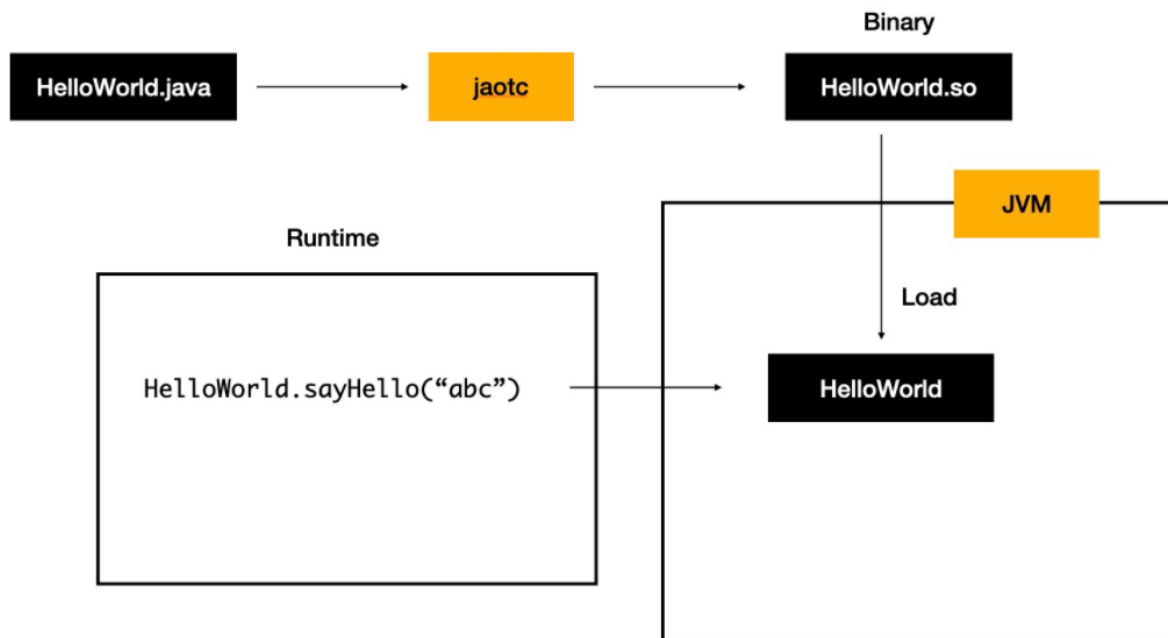 Binary
HelloWorld.java
jaotc
HelloWorld.so
JVM
Runtime
Load
HelloWorld.sayHello(“abc”)
HelloWorld